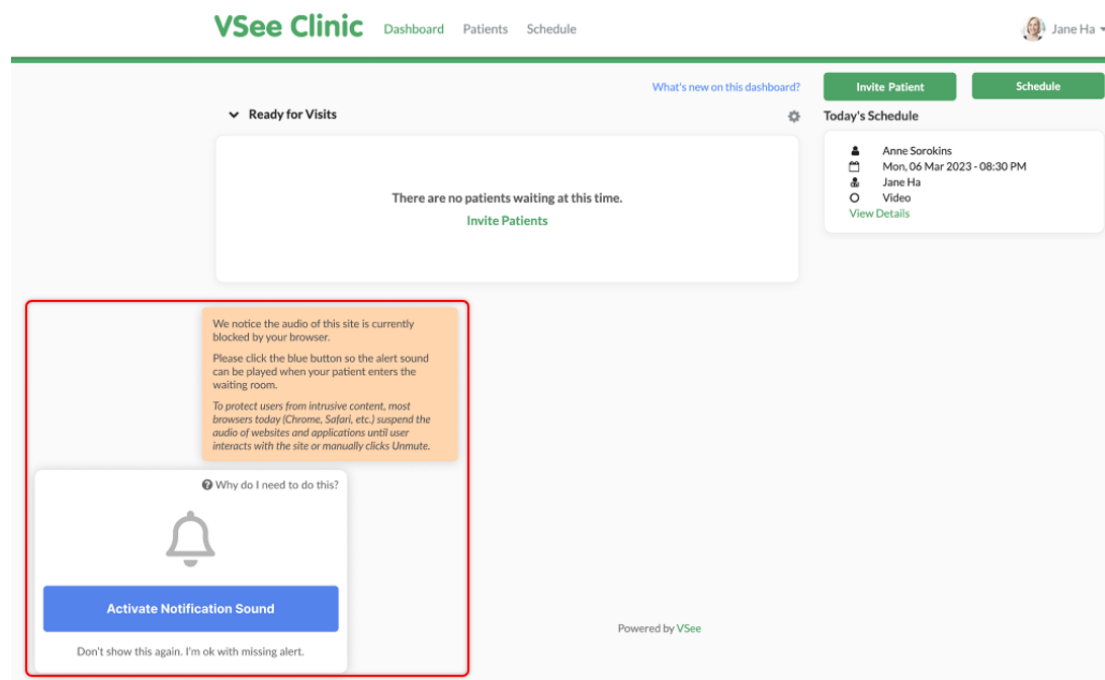 VSee Clinic
Dashboard
Patients
Schedule
Jane Ha
What's new on this dashboard?
Invite Patient
Schedule
Ready for Visits
Today's Schedule
There are no patients waiting at this time.
Invite Patients
Anne Sorokins
Mon, 06 Mar 2023 - 08:30 PM
Jane Ha
Video
View Details
We notice the audio of this site is currently
blocked by your browser.
Please click the blue button so the alert sound
can be played when your patient enters the
waiting room.
To protect users from intrusive content, most
browsers today (Chrome, Safari, etc.) suspend the
audio of websites and applications until user
interacts with the site or manually clicks Unmute.
Why do I need to do this?
Activate Notification Sound
Don't show this again. I'm ok with missing alert.
Powered by VSee